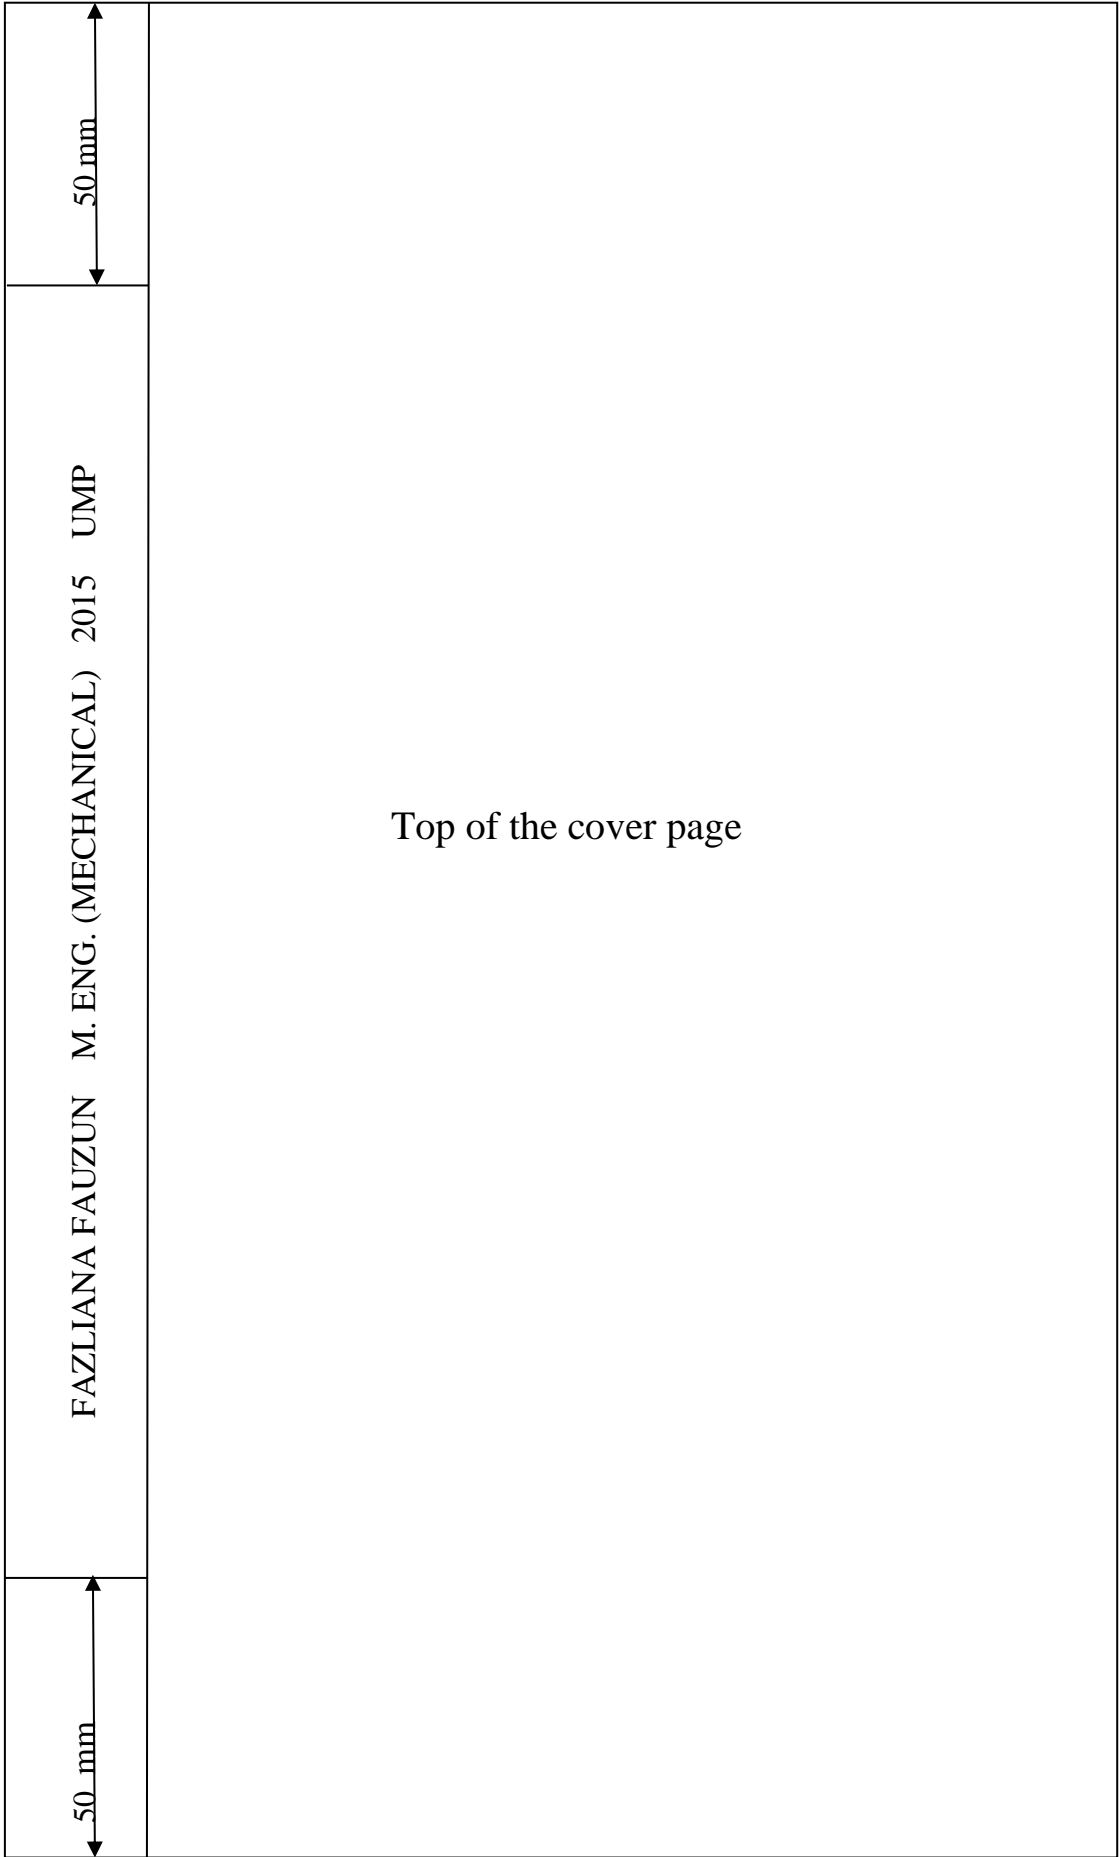 50 mm
FAZLIANA FAUZUN M. ENG. (MECHANICAL) 2015 UMP
Top of the cover page
50 mm